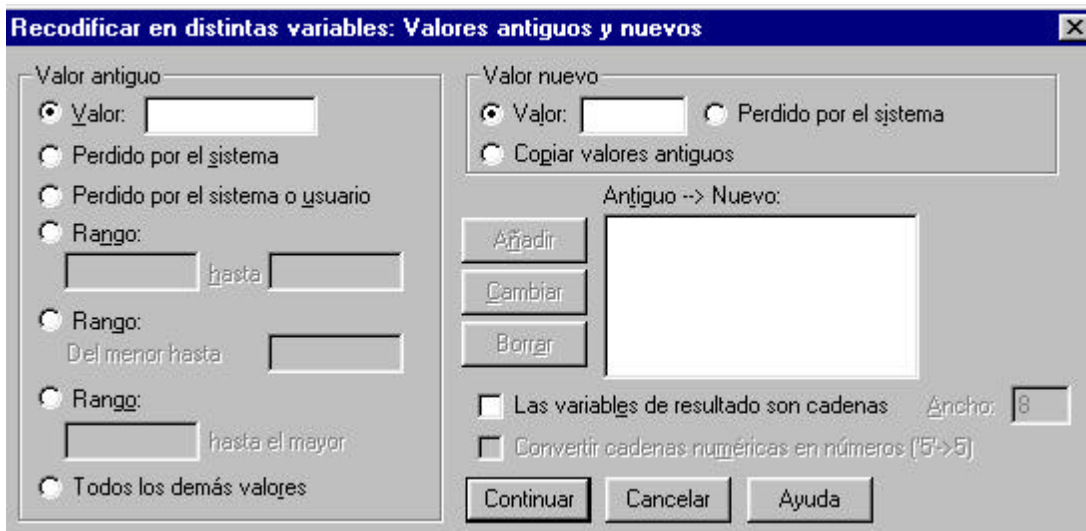 Recodificar en distintas variables: Valores antiguos y nuevos
Valor antiguo
Valor:
Perdido por el sistema
Perdido por el sistema o usuario
Rango:
hasta
Rango:
Del menor hasta
Rango:
hasta el mayor
Todos los demás valores
Valor nuevo
Valor:
Perdido por el sistema
Copiar valores antiguos
Antiguo --> Nuevo:
Añadir
Cambiar
Borrar
Las variables de resultado son cadenas
Ancho: 8
Convertir cadenas numéricas en números ('5'->5)
Continuar
Cancelar
Ayuda